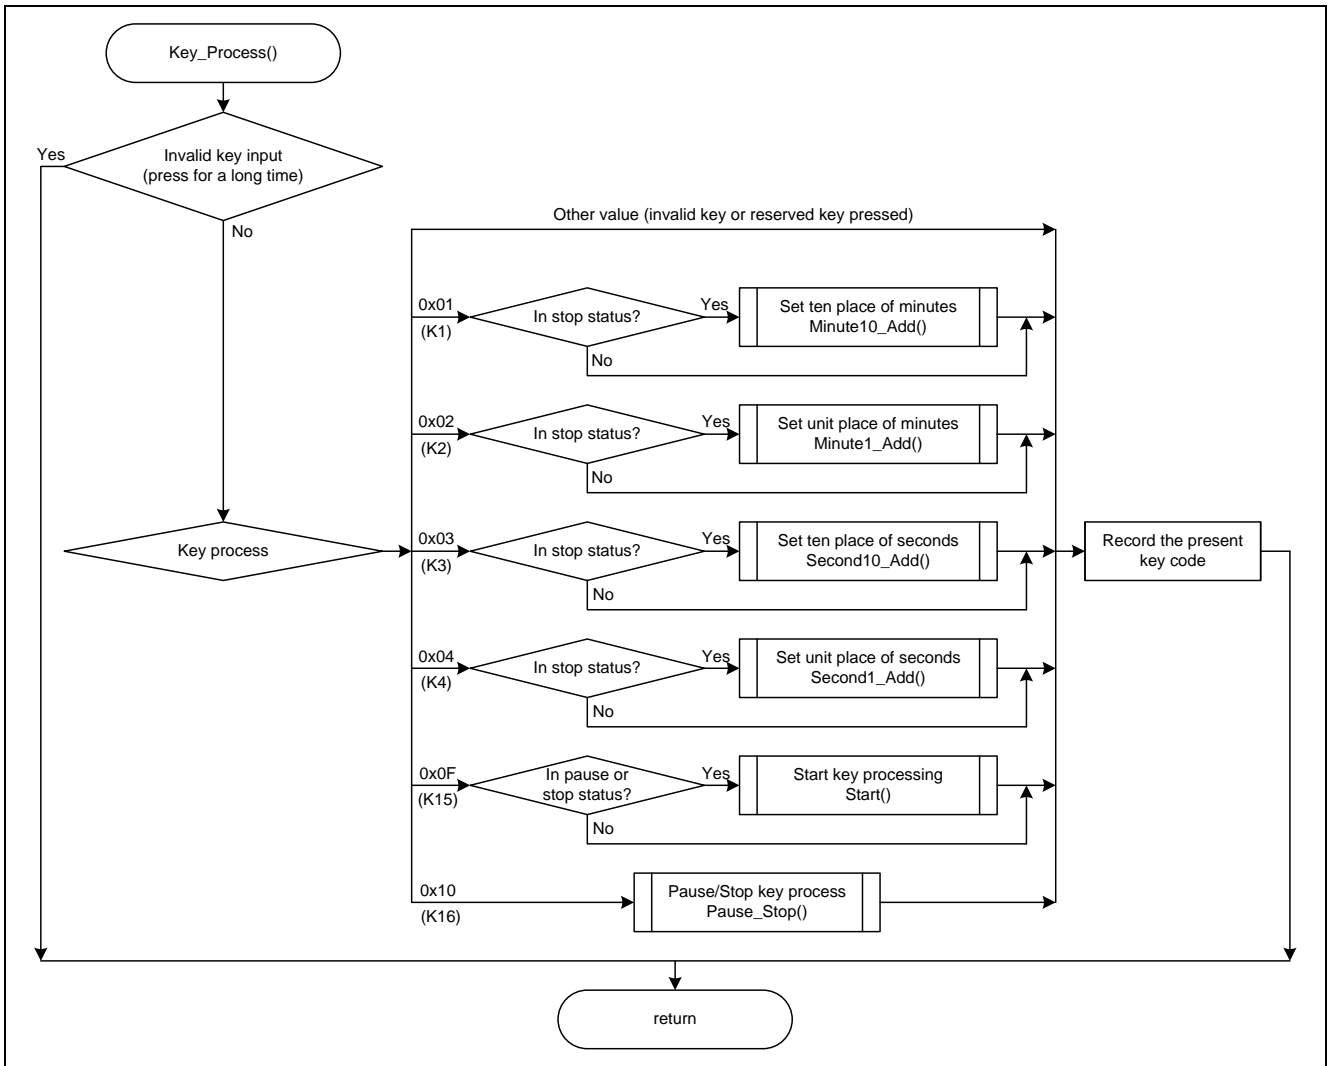 Key_Process()
Yes
Invalid key input
(press for a long time)
No
Other value (invalid key or reserved key pressed)
0x01
(K1)
In stop status?
Yes
Set ten place of minutes
Minute10_Add()
No
0x02
(K2)
In stop status?
Yes
Set unit place of minutes
Minute1_Add()
No
Key process
0x03
(K3)
In stop status?
Yes
Set ten place of seconds
Second10_Add()
No
Record the present
key code
0x04
(K4)
In stop status?
Yes
Set unit place of seconds
Second1_Add()
No
0x0F
(K15)
In pause or
stop status?
Yes
Start key processing
Start()
No
0x10
(K16)
Pause/Stop key process
Pause_Stop()
return